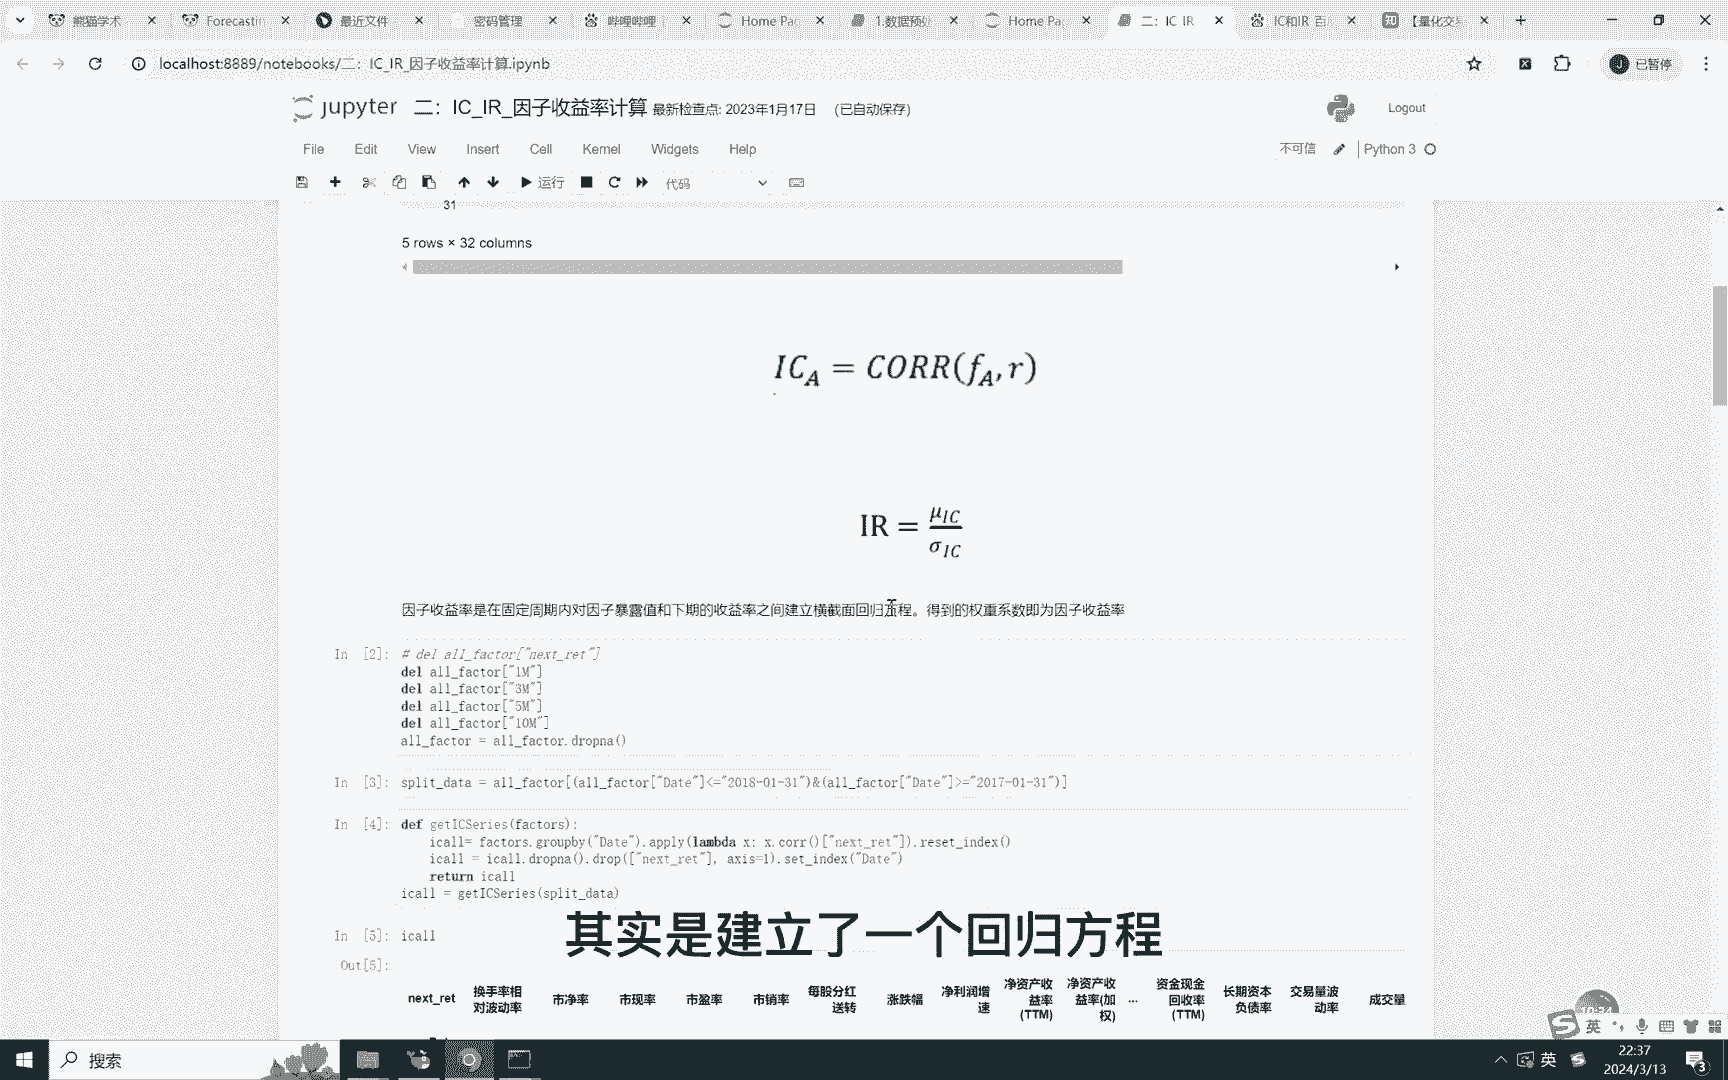 熊猫学术
Forecastin
最近文件
密码管理
哔哩哔哩
Home Pag
1.数据预处
Home Pag
二：IC_IR
IC和IR 百
【量化交易
localhost:8889/notebooks/二：IC_IR_因子收益率计算.ipynb
已暂停
jupyter 二：IC_IR_因子收益率计算 最新检查点: 2023年1月17日 (已自动保存)
Logout
File Edit View Insert Cell Kernel Widgets Help
不可信 Python 3
运行 代码
31
5 rows × 32 columns
IC_A = CORR(f_A, r)
IR = μ_IC / σ_IC
因子收益率是在固定周期内对因子暴露值和下期的收益率之间建立横截面回归方程。得到的权重系数即为因子收益率
In [2]: # del all_factor["next_ret"]
del all_factor["1M"]
del all_factor["3M"]
del all_factor["5M"]
del all_factor["10M"]
all_factor = all_factor.dropna()
In [3]: split_data = all_factor[(all_factor["Date"]<="2018-01-31")&(all_factor["Date"]>="2017-01-31")]
In [4]: def getICSeries(factors):
icall= factors.groupby("Date").apply(lambda x: x.corr()["next_ret"]).reset_index()
icall = icall.dropna().drop(["next_ret"], axis=1).set_index("Date")
return icall
icall = getICSeries(split_data)
In [5]: icall
其实是建立了一个回归方程
Out[5]:
next_ret 换手率相对波动率 市净率 市现率 市盈率 市销率 每股分红送转 涨跌幅 净利润增速 净资产收益率(TTM) 净资产收益率(加权) ... 资金现金回收率(TTM) 长期资本负债率 交易量波动率 成交量
英
搜索
英
22:37
2024/3/13
3